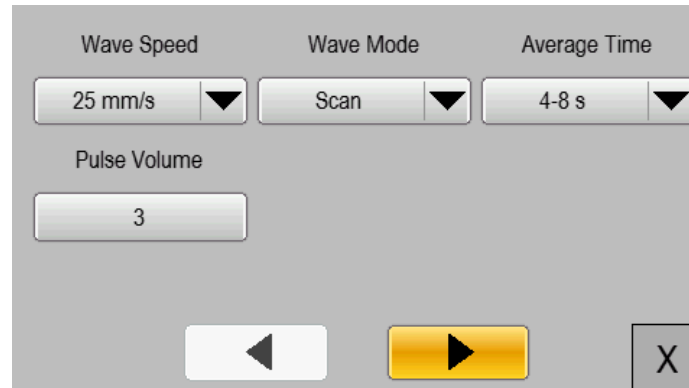 Wave Speed Wave Mode Average Time
25 mm/s Scan 4-8 s
Pulse Volume
3
X